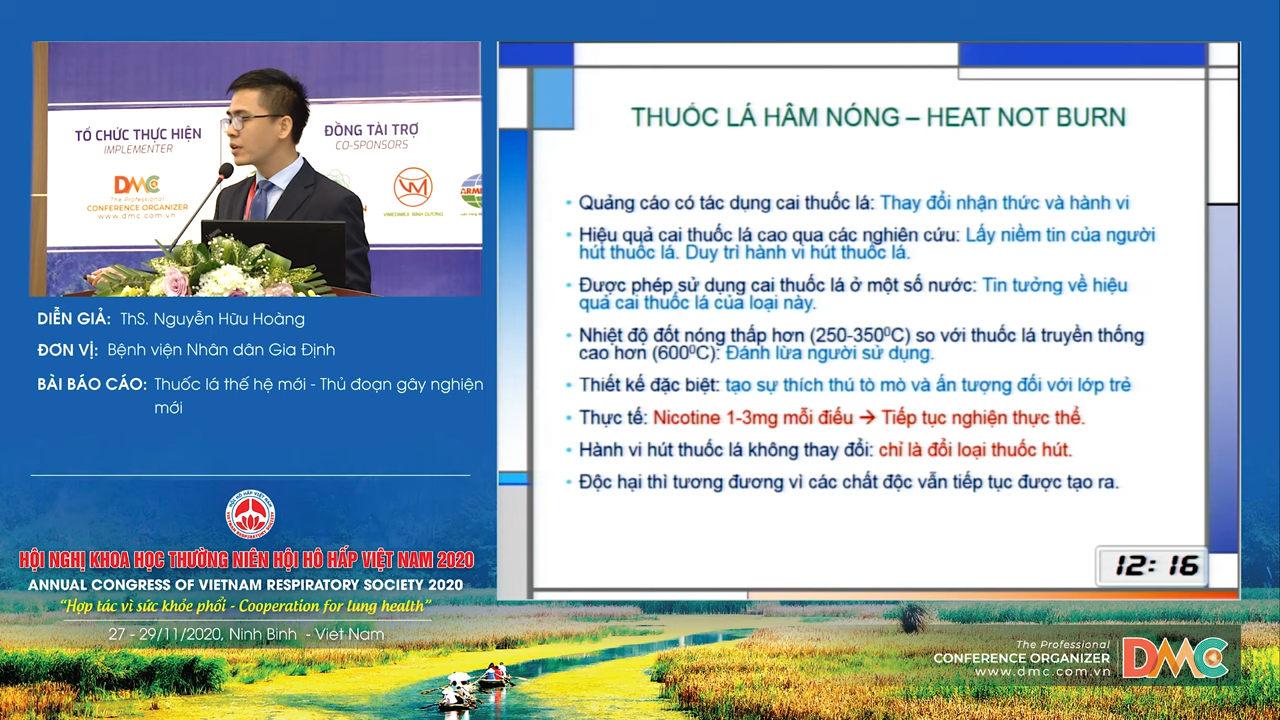 TỔ CHỨC THỰC HIỆN
IMPLEMENTER
DMC
The Professional
CONFERENCE ORGANIZER
www.dmc.com.vn
ĐỒNG TÀI TRỢ
CO-SPONSORS
VIMEDIMEX BÌNH DƯƠNG
DIỄN GIẢ: ThS. Nguyễn Hữu Hoàng
ĐƠN VỊ: Bệnh viện Nhân dân Gia Định
BÀI BÁO CÁO: Thuốc lá thế hệ mới - Thủ đoạn gây nghiện
mới
HỘI HÔ HẤP VIỆT NAM
VIETNAM RESPIRATORY SOCIETY
HỘI NGHỊ KHOA HỌC THƯỜNG NIÊN HỘI HÔ HẤP VIỆT NAM 2020
ANNUAL CONGRESS OF VIETNAM RESPIRATORY SOCIETY 2020
“Hợp tác vì sức khỏe phổi - Cooperation for lung health”
27 - 29/11/2020, Ninh Bình - Việt Nam
THUỐC LÁ HÂM NÓNG – HEAT NOT BURN
• Quảng cáo có tác dụng cai thuốc lá: Thay đổi nhận thức và hành vi
• Hiệu quả cai thuốc lá cao qua các nghiên cứu: Lấy niềm tin của người
hút thuốc lá. Duy trì hành vi hút thuốc lá.
• Được phép sử dụng cai thuốc lá ở một số nước: Tin tưởng về hiệu
quả cai thuốc lá của loại này.
• Nhiệt độ đốt nóng thấp hơn (250-350⁰C) so với thuốc lá truyền thống
cao hơn (600⁰C): Đánh lừa người sử dụng.
• Thiết kế đặc biệt: tạo sự thích thú tò mò và ấn tượng đối với lớp trẻ
• Thực tế: Nicotine 1-3mg mỗi điếu → Tiếp tục nghiện thực thể.
• Hành vi hút thuốc lá không thay đổi: chỉ là đổi loại thuốc hút.
• Độc hại thì tương đương vì các chất độc vẫn tiếp tục được tạo ra.
12:16
The Professional
CONFERENCE ORGANIZER
www.dmc.com.vn
DMC